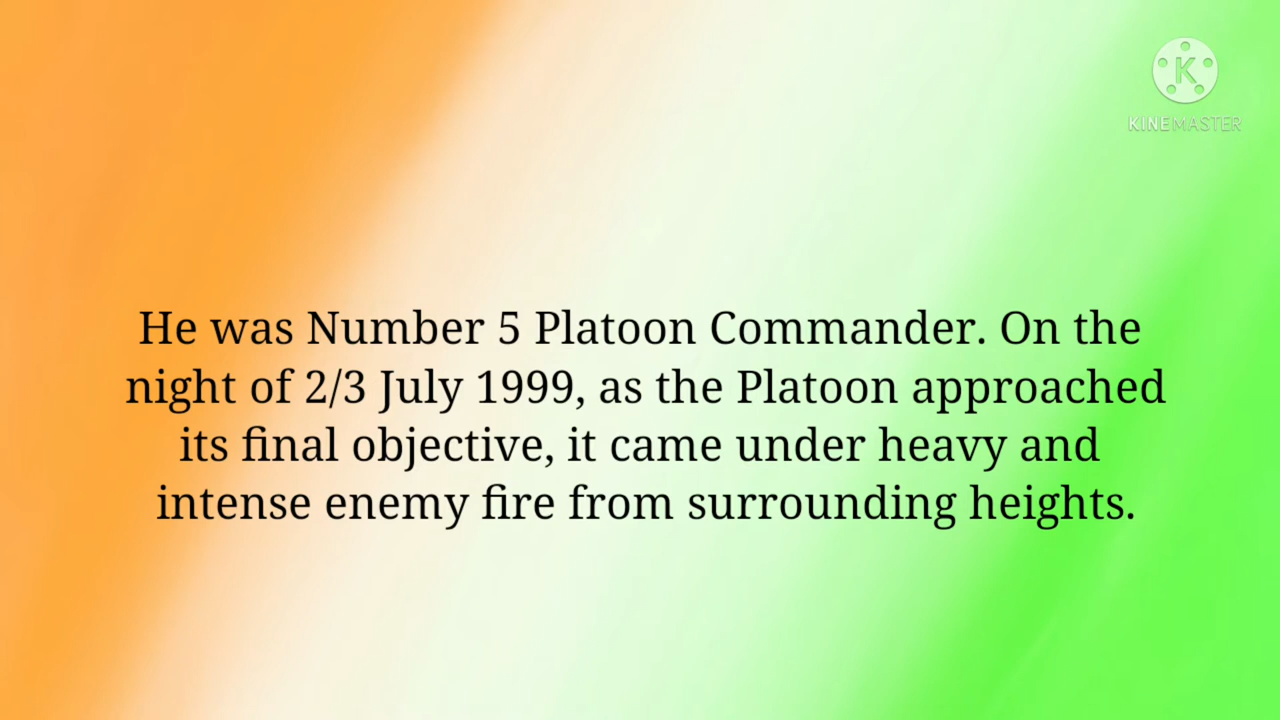 KINEMASTER
He was Number 5 Platoon Commander. On the
night of 2/3 July 1999, as the Platoon approached
its final objective, it came under heavy and
intense enemy fire from surrounding heights.